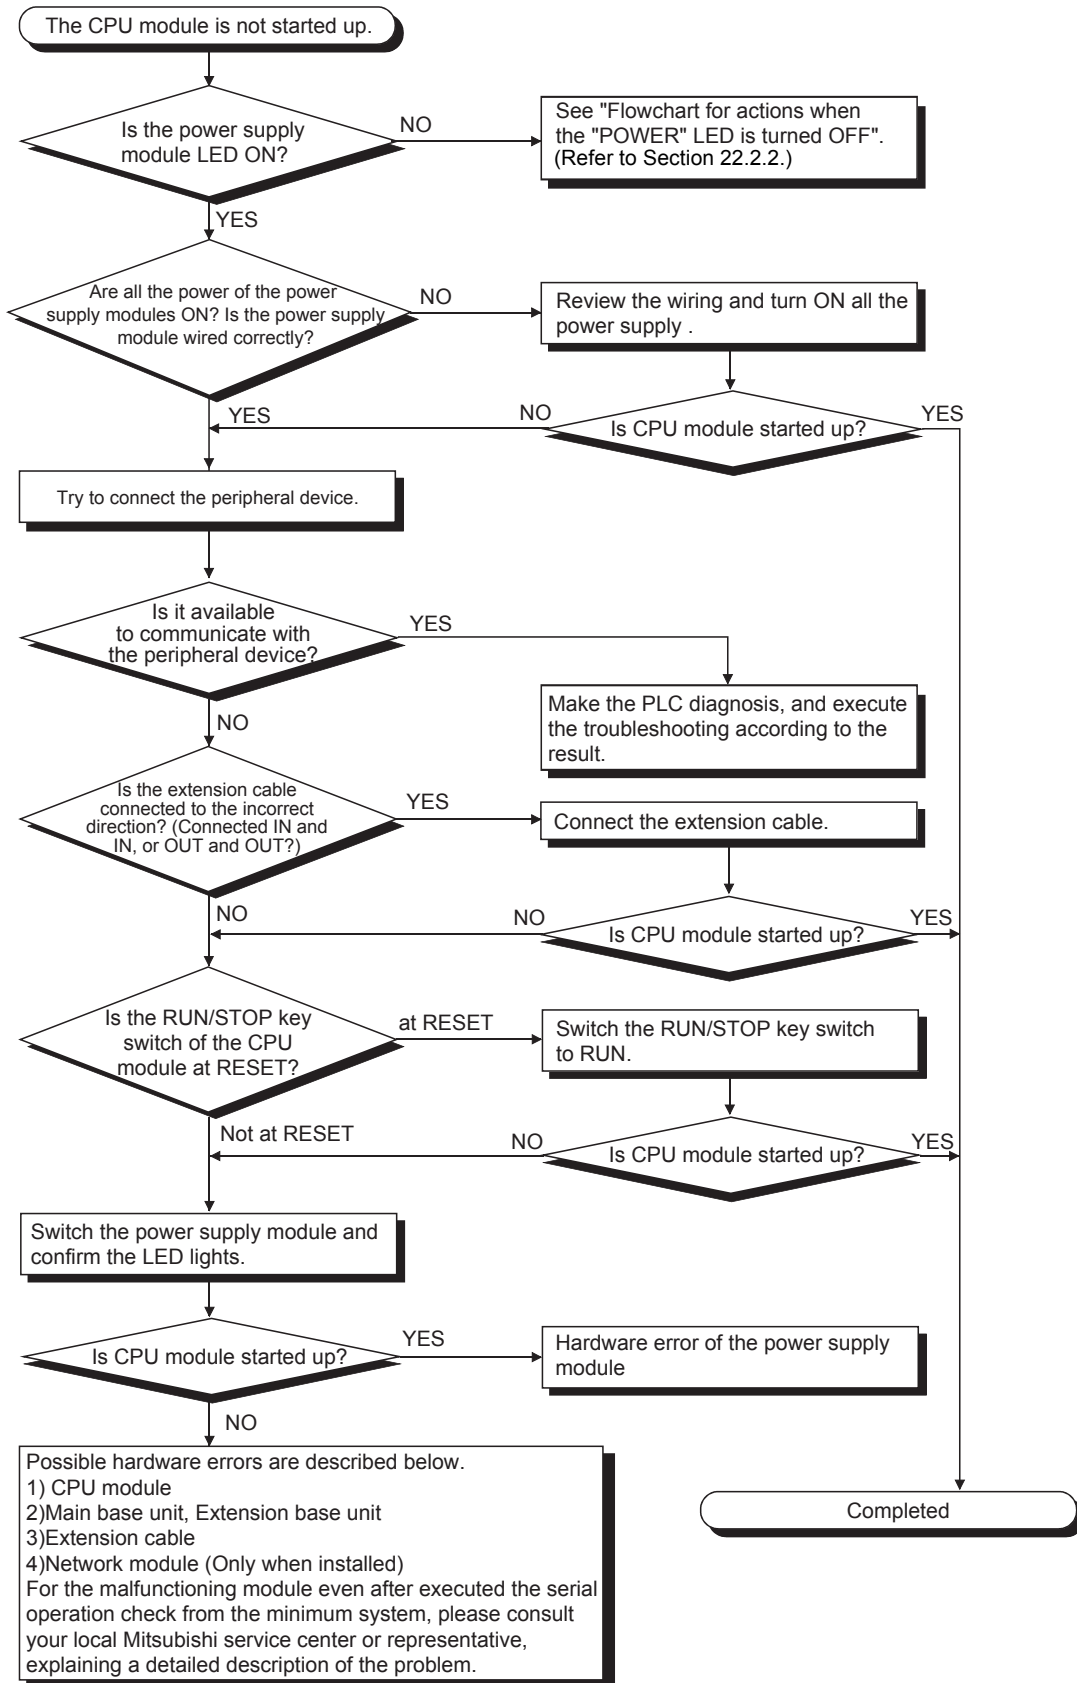 The CPU module is not started up.
Is the power supply
module LED ON?
NO
See "Flowchart for actions when
the "POWER" LED is turned OFF".
(Refer to Section 22.2.2.)
YES
Are all the power of the power
supply modules ON? Is the power supply
module wired correctly?
NO
Review the wiring and turn ON all the
power supply .
YES
NO
Is CPU module started up?
YES
Try to connect the peripheral device.
Is it available
to communicate with
the peripheral device?
YES
Make the PLC diagnosis, and execute
the troubleshooting according to the
result.
NO
Is the extension cable
connected to the incorrect
direction? (Connected IN and
IN, or OUT and OUT?)
YES
Connect the extension cable.
NO
NO
Is CPU module started up?
YES
Is the RUN/STOP key
switch of the CPU
module at RESET?
at RESET
Switch the RUN/STOP key switch
to RUN.
Not at RESET
NO
Is CPU module started up?
YES
Switch the power supply module and
confirm the LED lights.
Is CPU module started up?
YES
Hardware error of the power supply
module
NO
Possible hardware errors are described below.
1) CPU module
2)Main base unit, Extension base unit
3)Extension cable
4)Network module (Only when installed)
For the malfunctioning module even after executed the serial
operation check from the minimum system, please consult
your local Mitsubishi service center or representative,
explaining a detailed description of the problem.
Completed